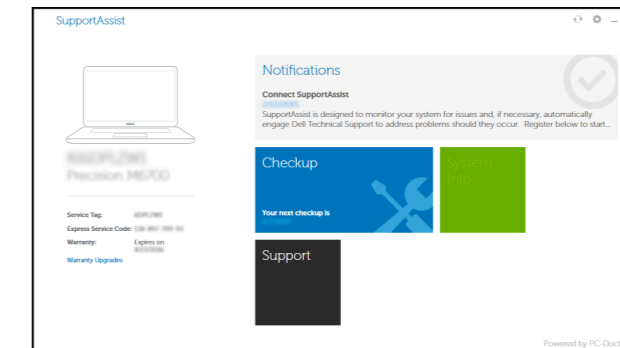 SupportAssist
Notifications
Connect SupportAssist
SupportAssist is designed to monitor your system for issues and, if necessary, automatically
engage Dell Technical Support to address problems should they occur. Register below to start...
Precision M6700
Checkup
System
Info
Your next checkup is
Service Tag:
Express Service Code:
Warranty: Expires on
Warranty Upgrades
Support
Powered by PC-Doct